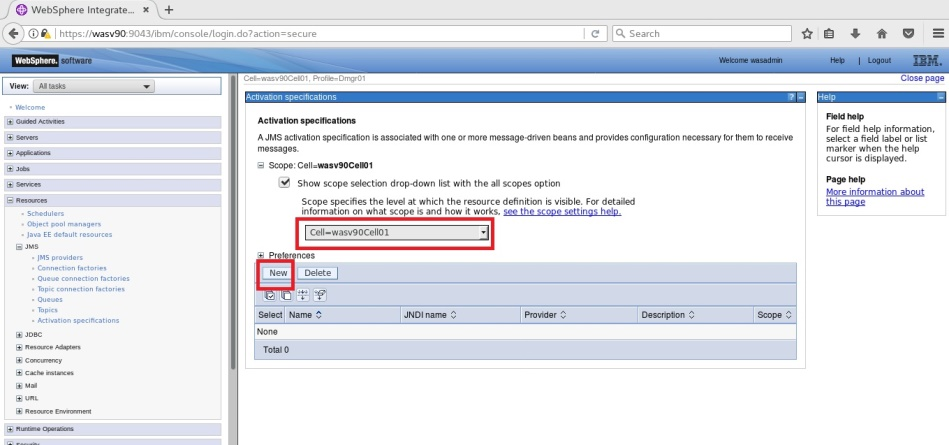 WebSphere Integrate... × +
https://wasv90:9043/ibm/console/login.do?action=secure
Search
WebSphere. software
Welcome wasadmin
Help | Logout
IBM.
View: All tasks
Welcome
Guided Activities
Servers
Applications
Jobs
Services
Resources
Schedulers
Object pool managers
Java EE default resources
JMS
JMS providers
Connection factories
Queue connection factories
Topic connection factories
Queues
Topics
Activation specifications
JDBC
Resource Adapters
Concurrency
Cache instances
Mail
URL
Resource Environment
Runtime Operations
Security
Cell=wasv90Cell01, Profile=Dmgr01
Close page
Activation specifications
? -
Activation specifications
A JMS activation specification is associated with one or more message-driven beans and provides configuration necessary for them to receive
messages.
Scope: Cell=wasv90Cell01
Show scope selection drop-down list with the all scopes option
Scope specifies the level at which the resource definition is visible. For detailed
information on what scope is and how it works, see the scope settings help.
Cell=wasv90Cell01
Preferences
New Delete
Select Name JNDI name Provider Description Scope
None
Total 0
Help
Field help
For field help information,
select a field label or list
marker when the help
cursor is displayed.
Page help
More information about
this page